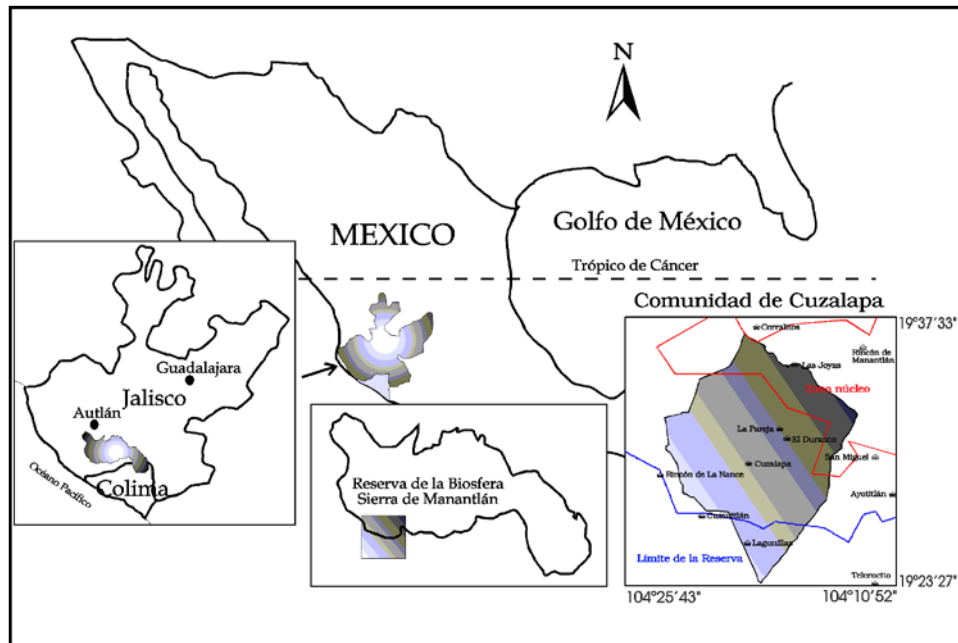 N
MEXICO
Golfo de México
Trópico de Cáncer
Guadalajara
Jalisco
Autlán
Colima
Océano Pacífico
Reserva de la Biosfera
Sierra de Manantlán
Comunidad de Cuzalapa
19°37'33"
Corralitos
Rincón de
Manantlán
Las Joyas
Zona núcleo
La Pareja
El Durazno
San Miguel
Cuzalapa
Rincón de La Nance
Ayotitlán
Cuautitlán
Lagunillas
Límite de la Reserva
19°23'27"
104°25'43"
104°10'52"